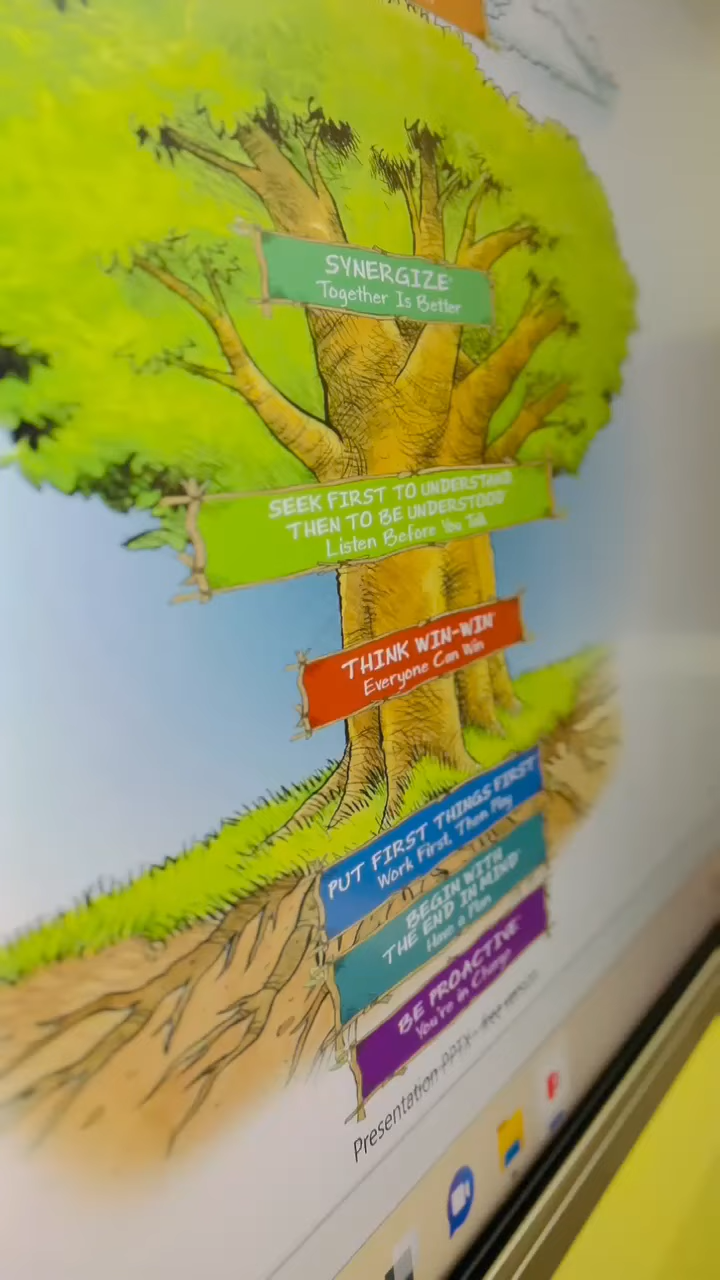 SYNERGIZE
Together Is Better
SEEK FIRST TO UNDERSTAND
THEN TO BE UNDERSTOOD
Listen Before You Talk
THINK WIN-WIN
Everyone Can Win
PUT FIRST THINGS FIRST
Work First, Then Play
BEGIN WITH
THE END IN MIND
Have a Plan
BE PROACTIVE
You're in Charge
Presentation PPTX - free